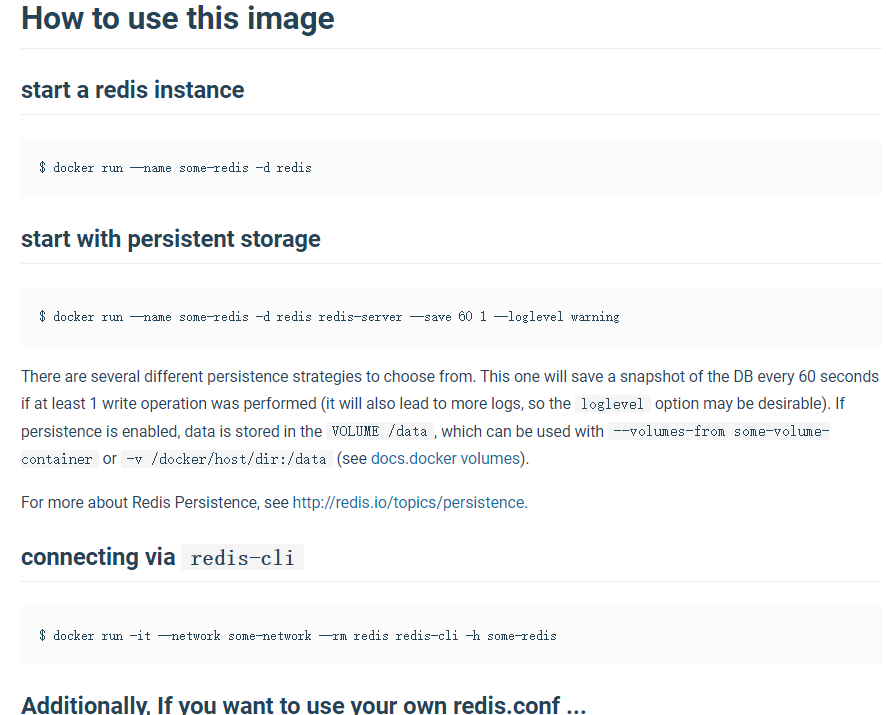 How to use this image
start a redis instance
$ docker run --name some-redis -d redis
start with persistent storage
$ docker run --name some-redis -d redis redis-server --save 60 1 --loglevel warning
There are several different persistence strategies to choose from. This one will save a snapshot of the DB every 60 seconds
if at least 1 write operation was performed (it will also lead to more logs, so the loglevel option may be desirable). If
persistence is enabled, data is stored in the VOLUME /data , which can be used with --volumes-from some-volume-
container or -v /docker/host/dir:/data (see docs.docker volumes).
For more about Redis Persistence, see http://redis.io/topics/persistence.
connecting via redis-cli
$ docker run -it --network some-network --rm redis redis-cli -h some-redis
Additionally, If you want to use your own redis.conf ...